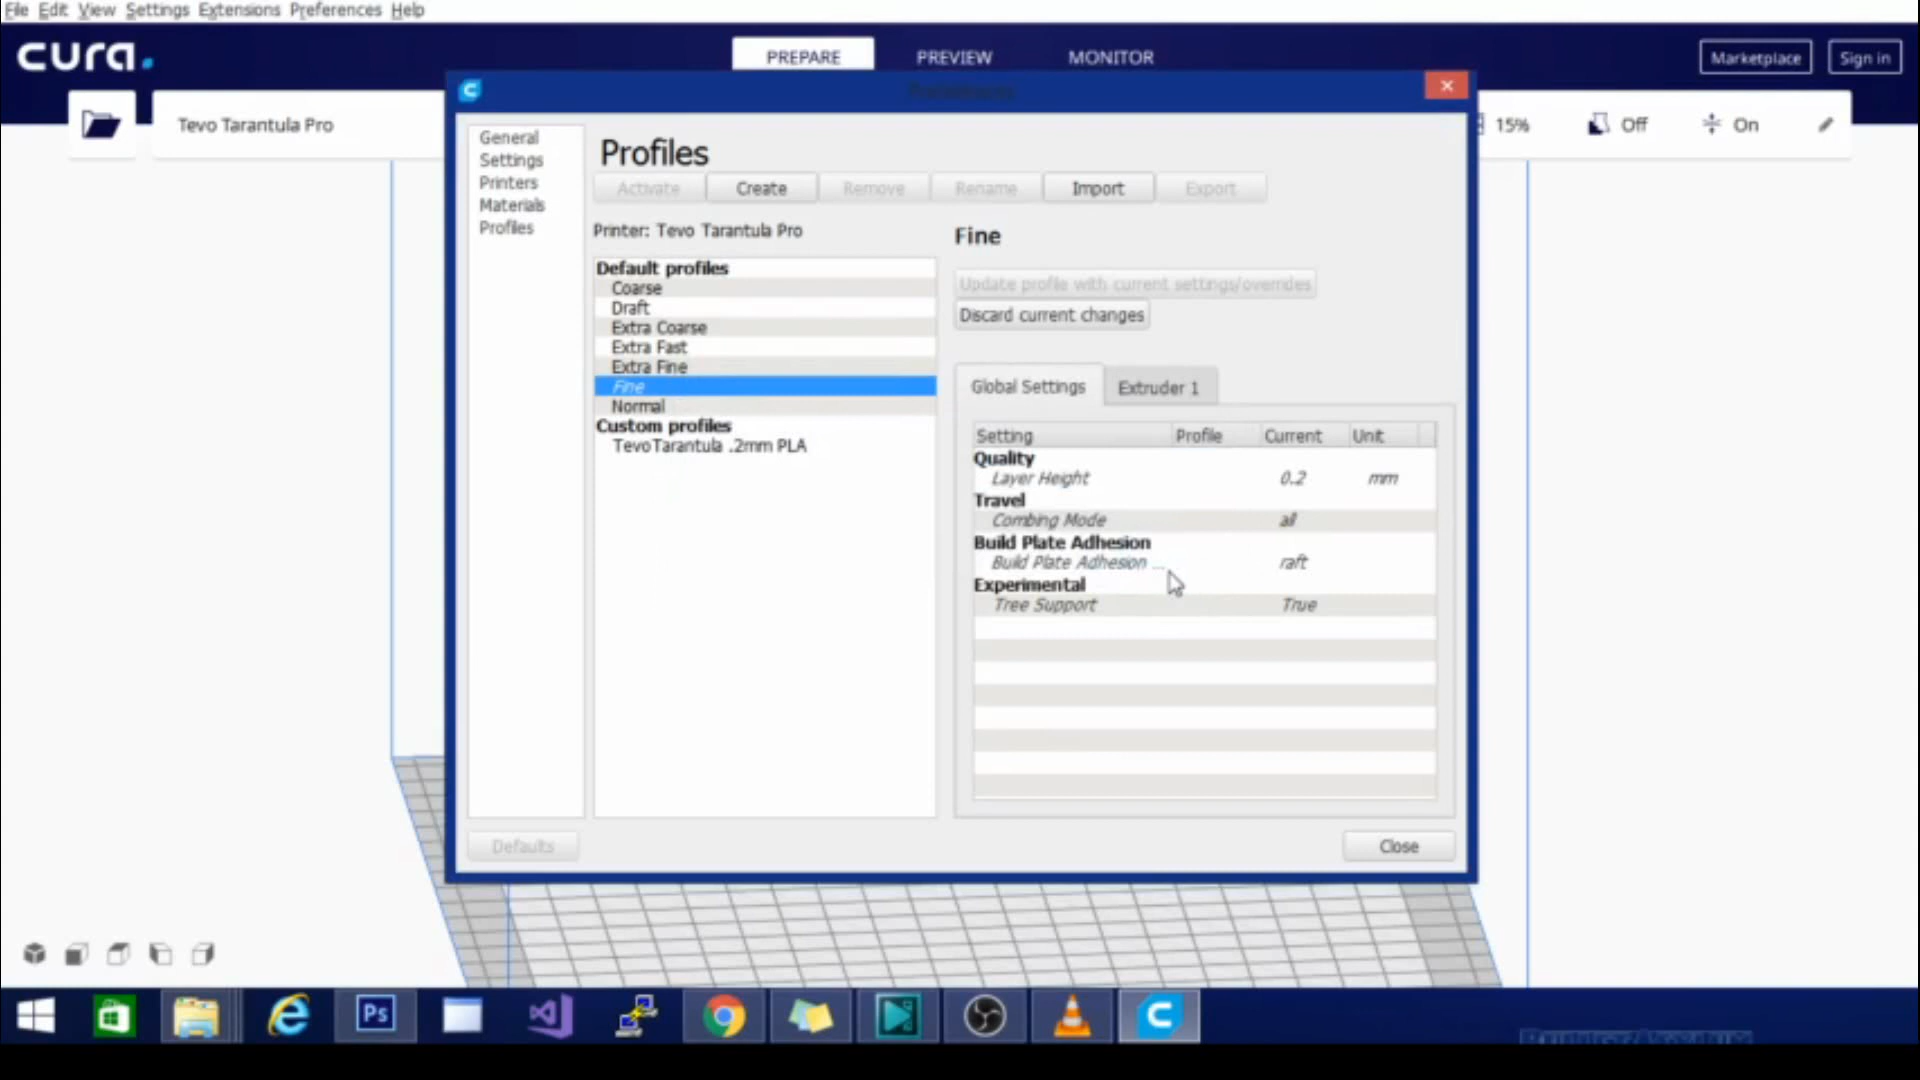 File Edit View Settings Extensions Preferences Help
cura.
PREPARE PREVIEW MONITOR
Marketplace Sign in
Tevo Tarantula Pro
15% Off On
General
Settings
Printers
Materials
Profiles
Profiles
Activate Create Remove Rename Import Export
Printer: Tevo Tarantula Pro
Default profiles
Coarse
Draft
Extra Coarse
Extra Fast
Extra Fine
Fine
Normal
Custom profiles
TevoTarantula .2mm PLA
Fine
Update profile with current settings/overrides
Discard current changes
Global Settings Extruder 1
Setting Profile Current Unit
Quality
Layer Height 0.2 mm
Travel
Combing Mode all
Build Plate Adhesion
Build Plate Adhesion ... raft
Experimental
Tree Support True
Defaults Close
Ps